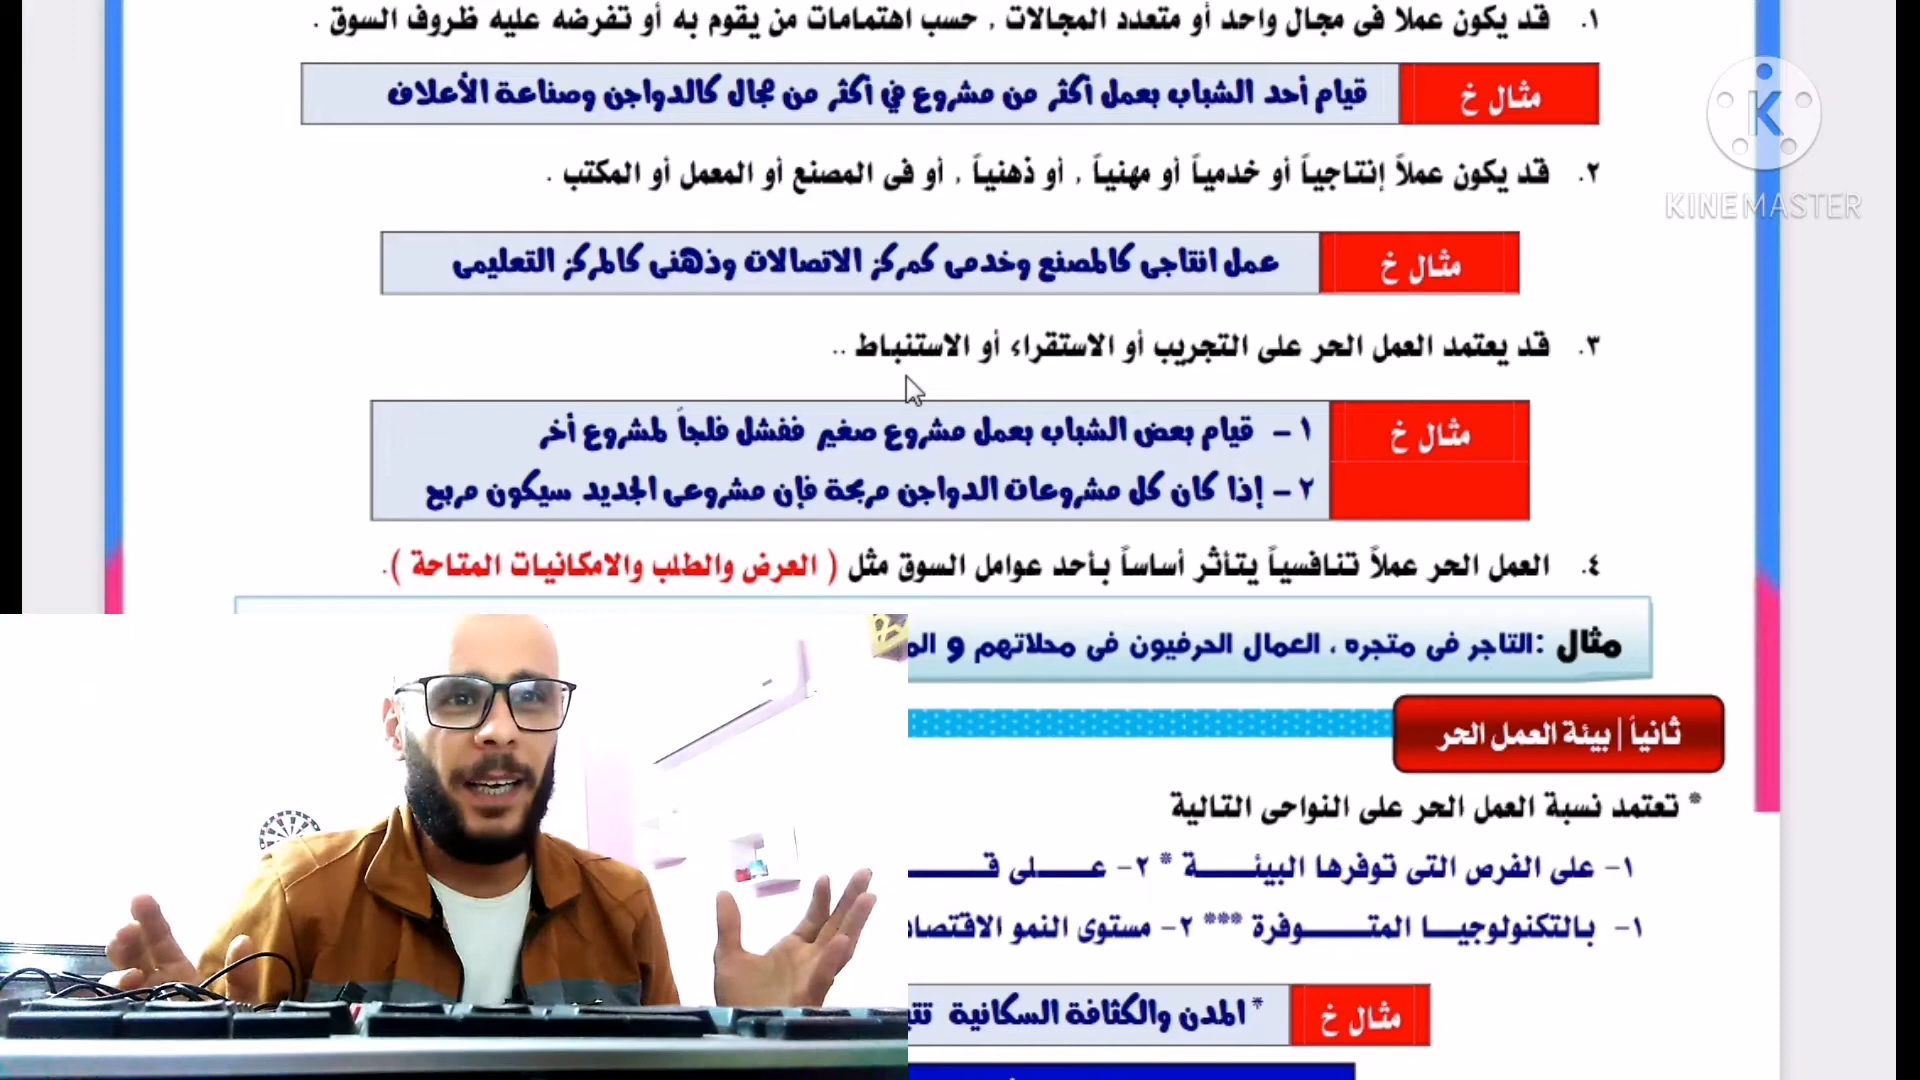 ١. قد يكون عملا فى مجال واحد أو متعدد المجالات , حسب اهتمامات من يقوم به أو تفرضه عليه ظروف السوق .
مثال خ قيام أحد الشباب بعمل أكثر من مشروع في أكثر من مجال كالدواجن وصناعة الأعلاف
KINEMASTER
٢. قد يكون عملاً إنتاجياً أو خدمياً أو مهنياً , أو ذهنياً , أو فى المصنع أو المعمل أو المكتب .
مثال خ عمل انتاجى كالمصنع وخدمى كمركز الاتصالات وذهنى كالمركز التعليمى
٣. قد يعتمد العمل الحر على التجريب أو الاستقراء أو الاستنباط ..
مثال خ ١ - قيام بعض الشباب بعمل مشروع صغير ففشل فلجاً لمشروع أخر
٢ - إذا كان كل مشروعات الدواجن مربحة فإن مشروعى الجديد سيكون مربح
٤. العمل الحر عملاً تنافسياً يتأثر أساساً بأحد عوامل السوق مثل ( العرض والطلب والامكانيات المتاحة ).
مثال :التاجر فى متجره ، العمال الحرفيون فى محلاتهم و
ثانياً | بيئة العمل الحر
* تعتمد نسبة العمل الحر على النواحى التالية
١- على الفرص التى توفرها البيئـــــة * ٢- عـــــلى
١- بالتكنولوجيـــا المتـــــوفرة *** ٢- مستوى النمو
مثال خ * المدن والكثافة السكانية